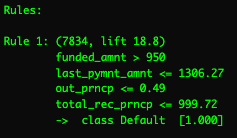 Rules:
Rule 1: (7834, lift 18.8)
funded_amnt > 950
last_pymnt_amnt <= 1306.27
out_prncp <= 0.49
total_rec_prncp <= 999.72
-> class Default [1.000]